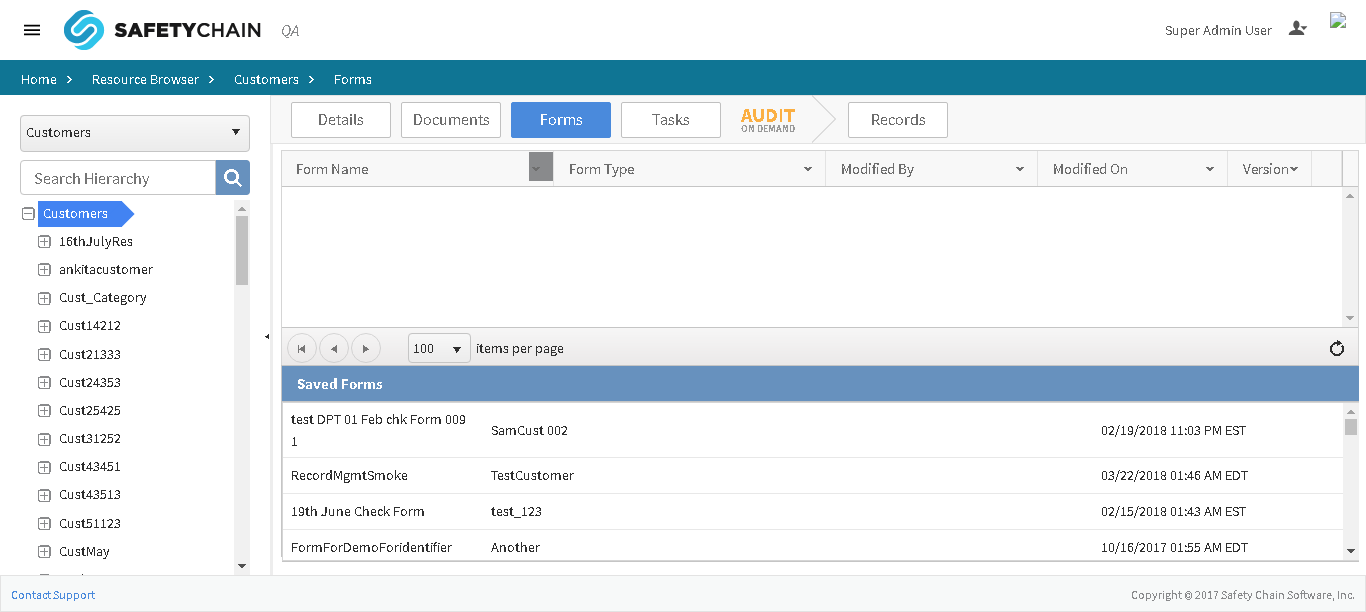 SAFETYCHAIN QA
Super Admin User
Home Resource Browser Customers Forms
Customers
Search Hierarchy
Customers
16thJulyRes
ankitacustomer
Cust_Category
Cust14212
Cust21333
Cust24353
Cust25425
Cust31252
Cust43451
Cust43513
Cust51123
CustMay
Details Documents Forms Tasks AUDIT ON DEMAND Records
Form Name Form Type Modified By Modified On Version
100 items per page
Saved Forms
test DPT 01 Feb chk Form 009 SamCust 002 02/19/2018 11:03 PM EST
1
RecordMgmtSmoke TestCustomer 03/22/2018 01:46 AM EDT
19th June Check Form test_123 02/15/2018 01:43 AM EST
FormForDemoForidentifier Another 10/16/2017 01:55 AM EDT
Contact Support
Copyright © 2017 Safety Chain Software, Inc.